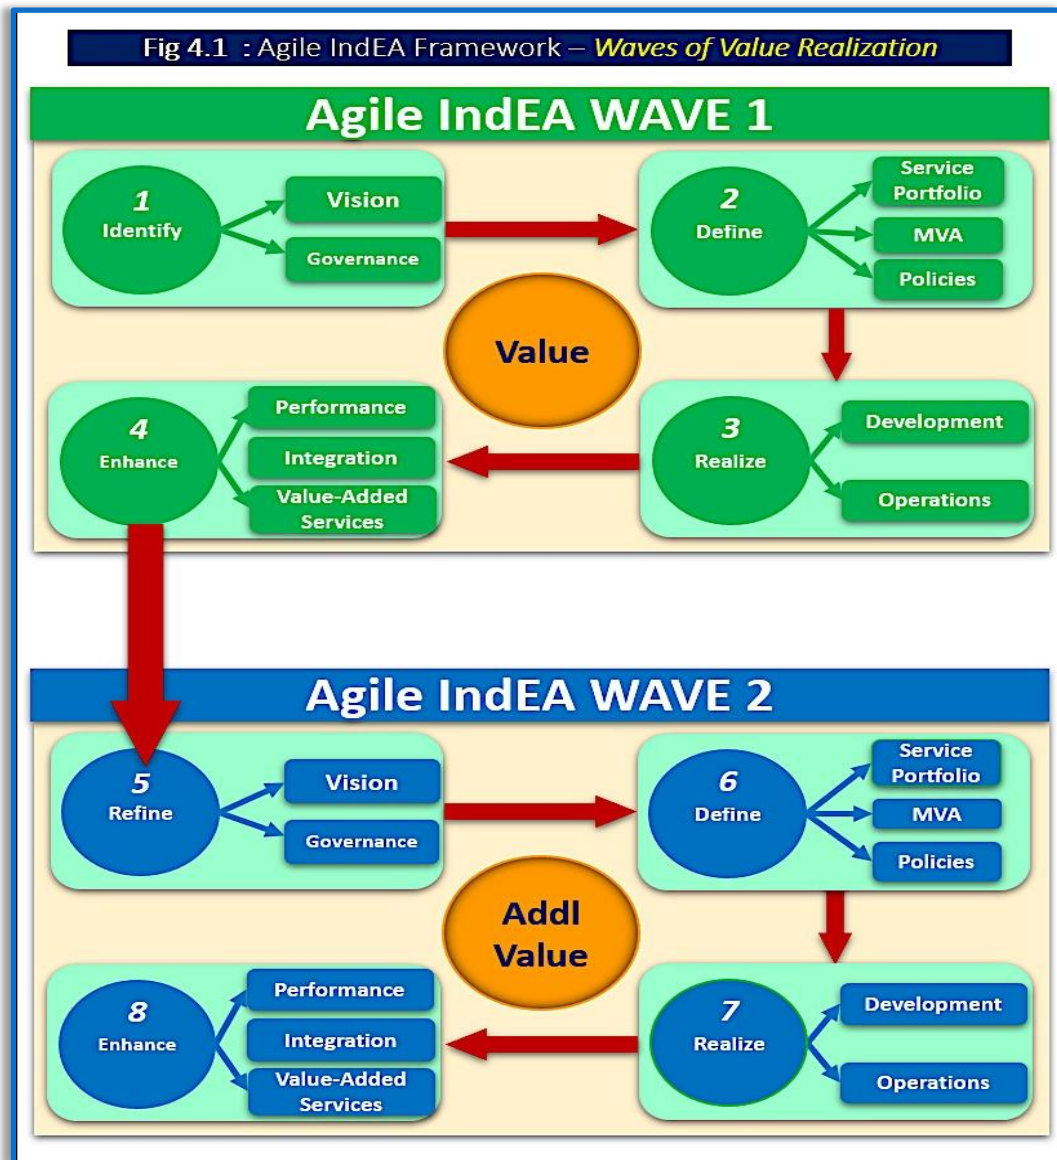 Fig 4.1 : Agile IndEA Framework – Waves of Value Realization
Agile IndEA WAVE 1
1
Identify
Vision
Governance
2
Define
Service
Portfolio
MVA
Policies
Value
4
Enhance
Performance
Integration
Value-Added
Services
3
Realize
Development
Operations
Agile IndEA WAVE 2
5
Refine
Vision
Governance
6
Define
Service
Portfolio
MVA
Policies
Addl
Value
8
Enhance
Performance
Integration
Value-Added
Services
7
Realize
Development
Operations